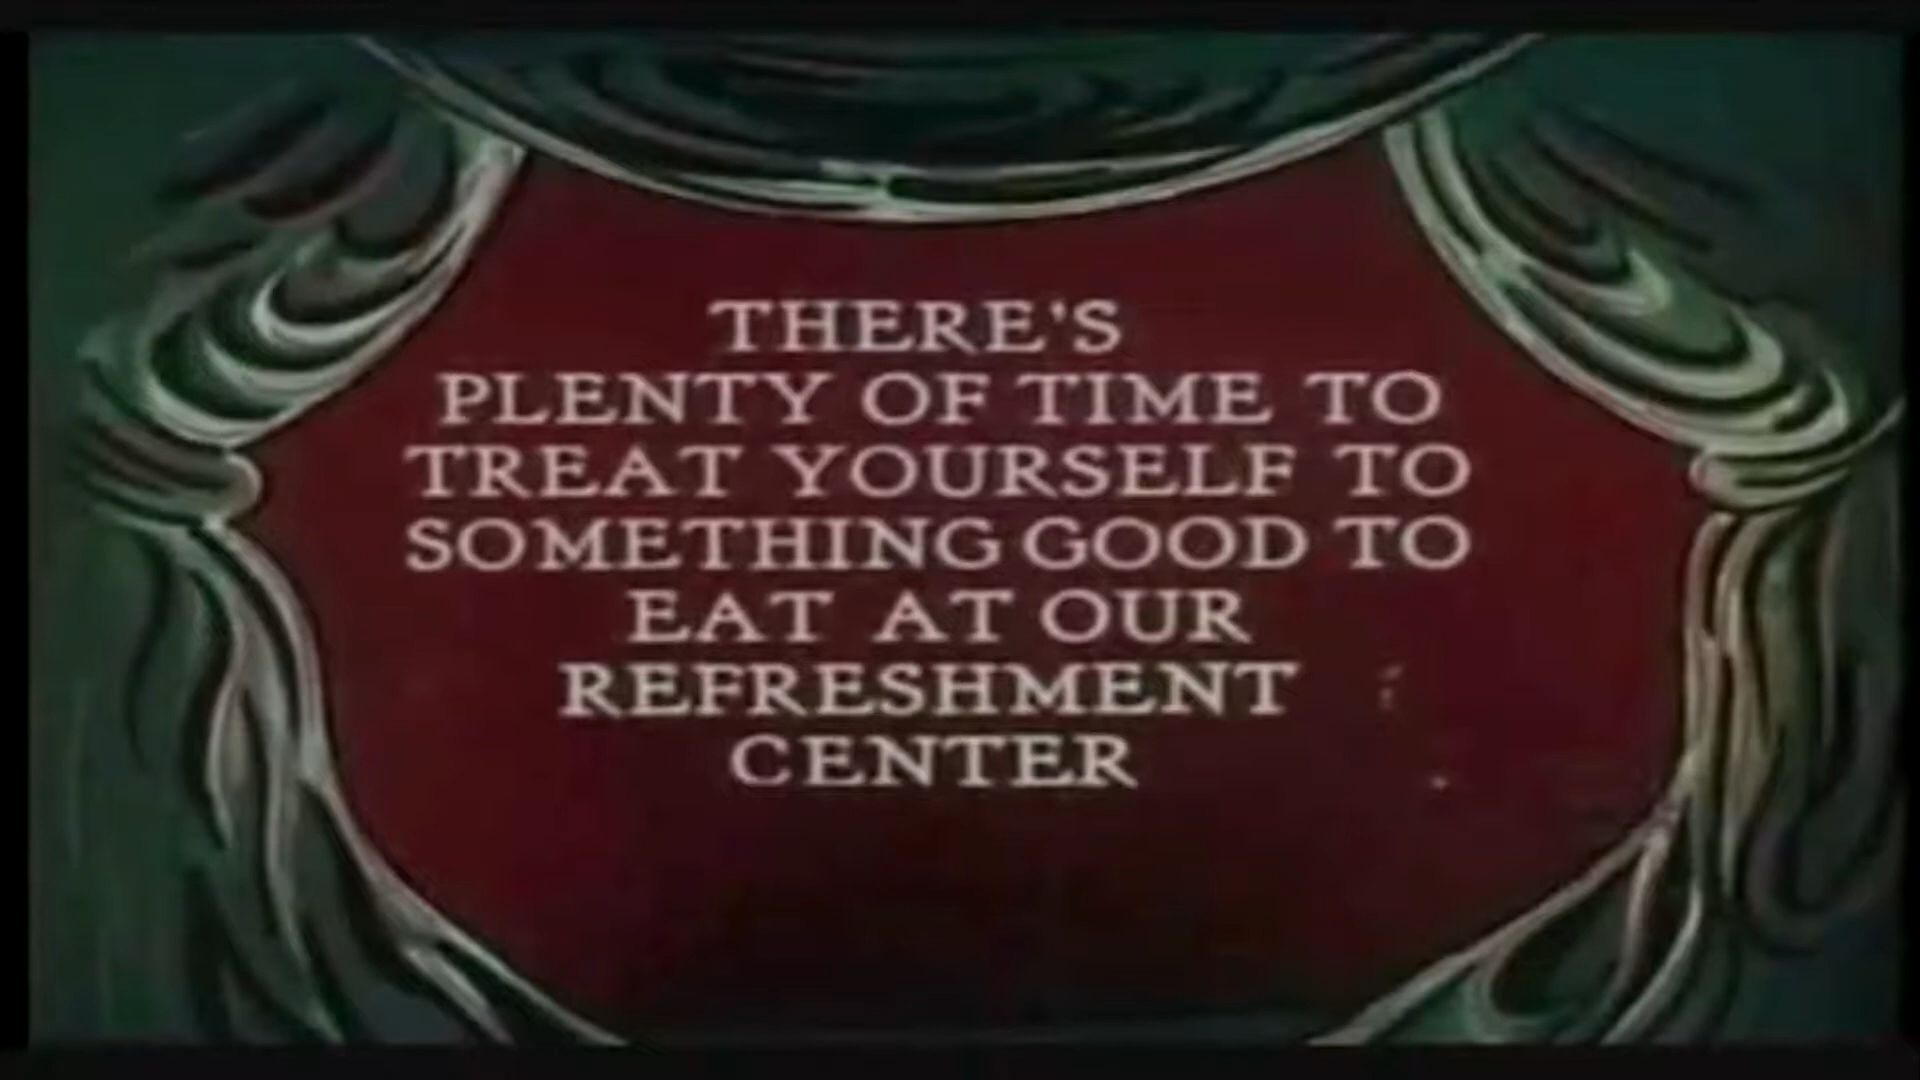 THERE'S
PLENTY OF TIME TO
TREAT YOURSELF TO
SOMETHING GOOD TO
EAT AT OUR
REFRESHMENT
CENTER